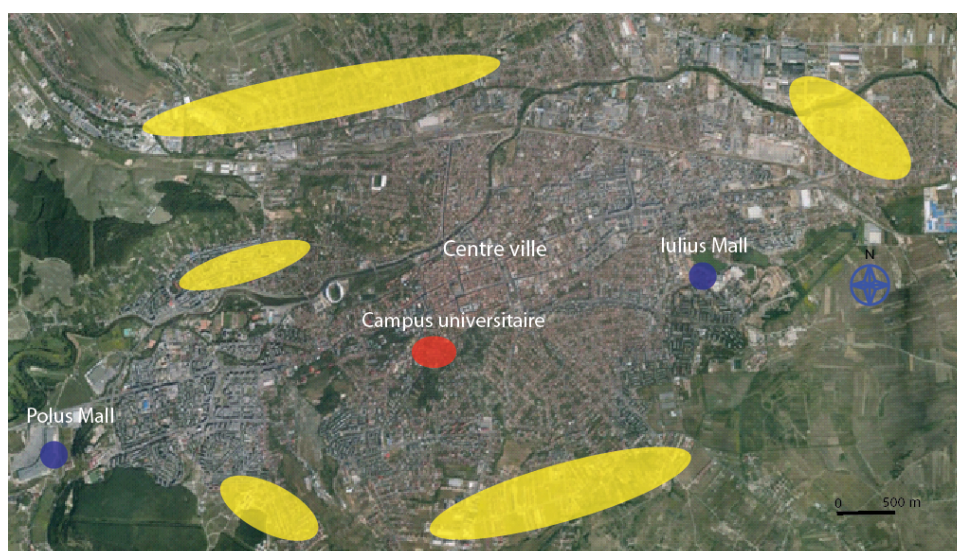 Centre ville
Iulius Mall
N
Campus universitaire
Polus Mall
0 500 m